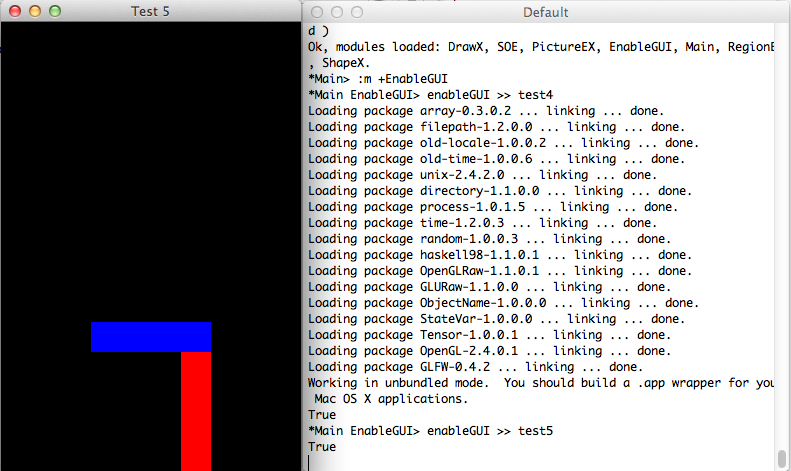 Test 5
Default
d )
Ok, modules loaded: DrawX, SOE, PictureEX, EnableGUI, Main, RegionE
, ShapeX.
*Main> :m +EnableGUI
*Main EnableGUI> enableGUI >> test4
Loading package array-0.3.0.2 ... linking ... done.
Loading package filepath-1.2.0.0 ... linking ... done.
Loading package old-locale-1.0.0.2 ... linking ... done.
Loading package old-time-1.0.0.6 ... linking ... done.
Loading package unix-2.4.2.0 ... linking ... done.
Loading package directory-1.1.0.0 ... linking ... done.
Loading package process-1.0.1.5 ... linking ... done.
Loading package time-1.2.0.3 ... linking ... done.
Loading package random-1.0.0.3 ... linking ... done.
Loading package haskell98-1.1.0.1 ... linking ... done.
Loading package OpenGLRaw-1.1.0.1 ... linking ... done.
Loading package GLURaw-1.1.0.0 ... linking ... done.
Loading package ObjectName-1.0.0.0 ... linking ... done.
Loading package StateVar-1.0.0.0 ... linking ... done.
Loading package Tensor-1.0.0.1 ... linking ... done.
Loading package OpenGL-2.4.0.1 ... linking ... done.
Loading package GLFW-0.4.2 ... linking ... done.
Working in unbundled mode.  You should build a .app wrapper for you
 Mac OS X applications.
True
*Main EnableGUI> enableGUI >> test5
True